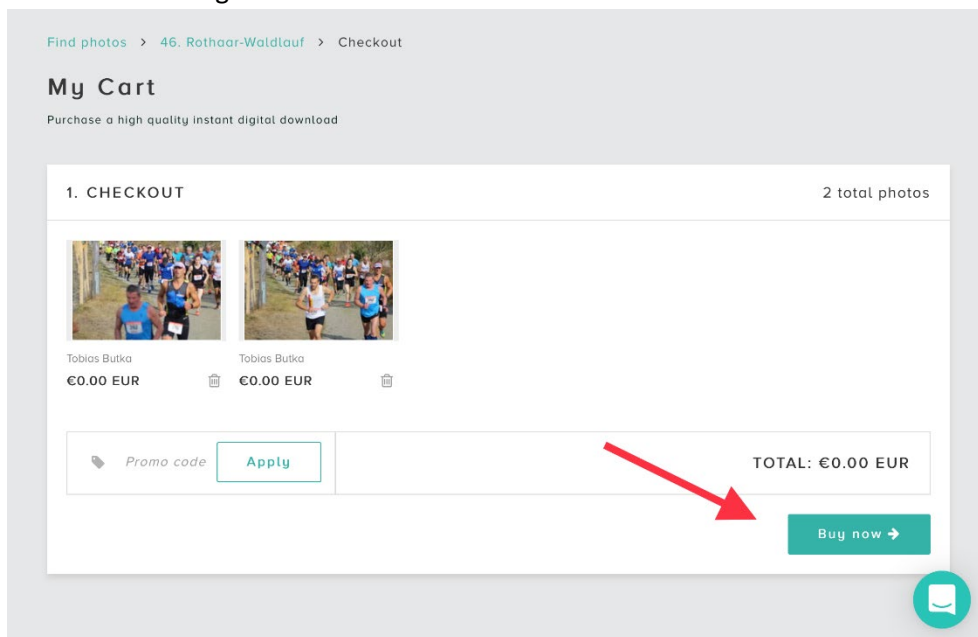 Find photos > 46. Rothaar-Waldlauf > Checkout
My Cart
Purchase a high quality instant digital download
1. CHECKOUT 2 total photos
Tobias Butka Tobias Butka
€0.00 EUR €0.00 EUR
Promo code Apply TOTAL: €0.00 EUR
Buy now →